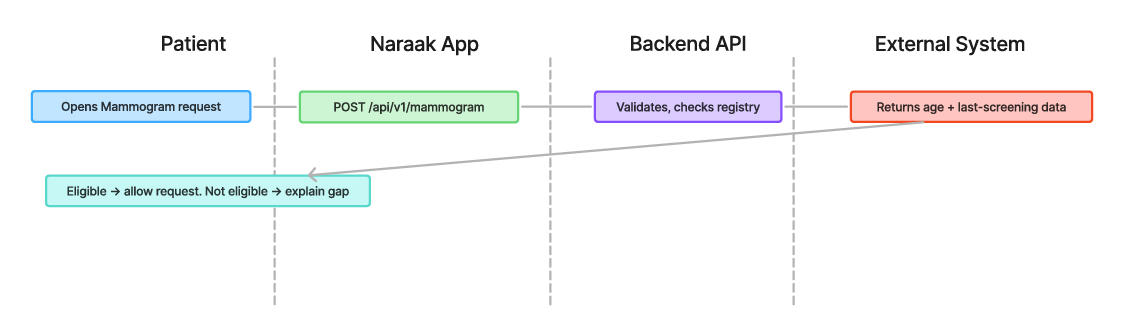 Patient
Naraak App
Backend API
External System
Opens Mammogram request
POST /api/v1/mammogram
Validates, checks registry
Returns age + last-screening data
Eligible → allow request. Not eligible → explain gap